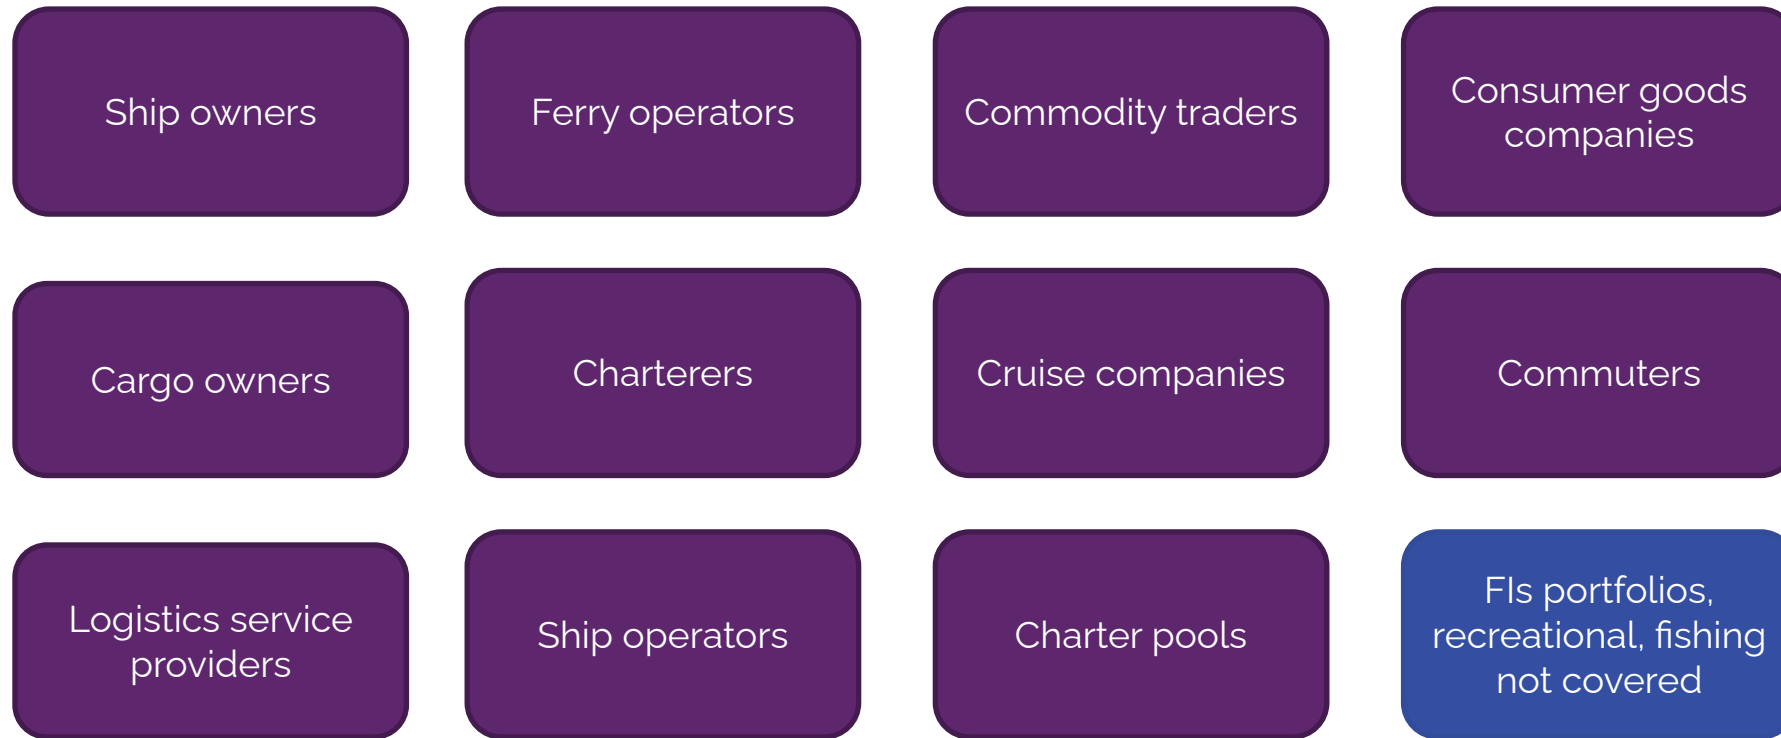 Ship owners
Ferry operators
Commodity traders
Consumer goods
companies
Cargo owners
Charterers
Cruise companies
Commuters
Logistics service
providers
Ship operators
Charter pools
FIs portfolios,
recreational, fishing
not covered